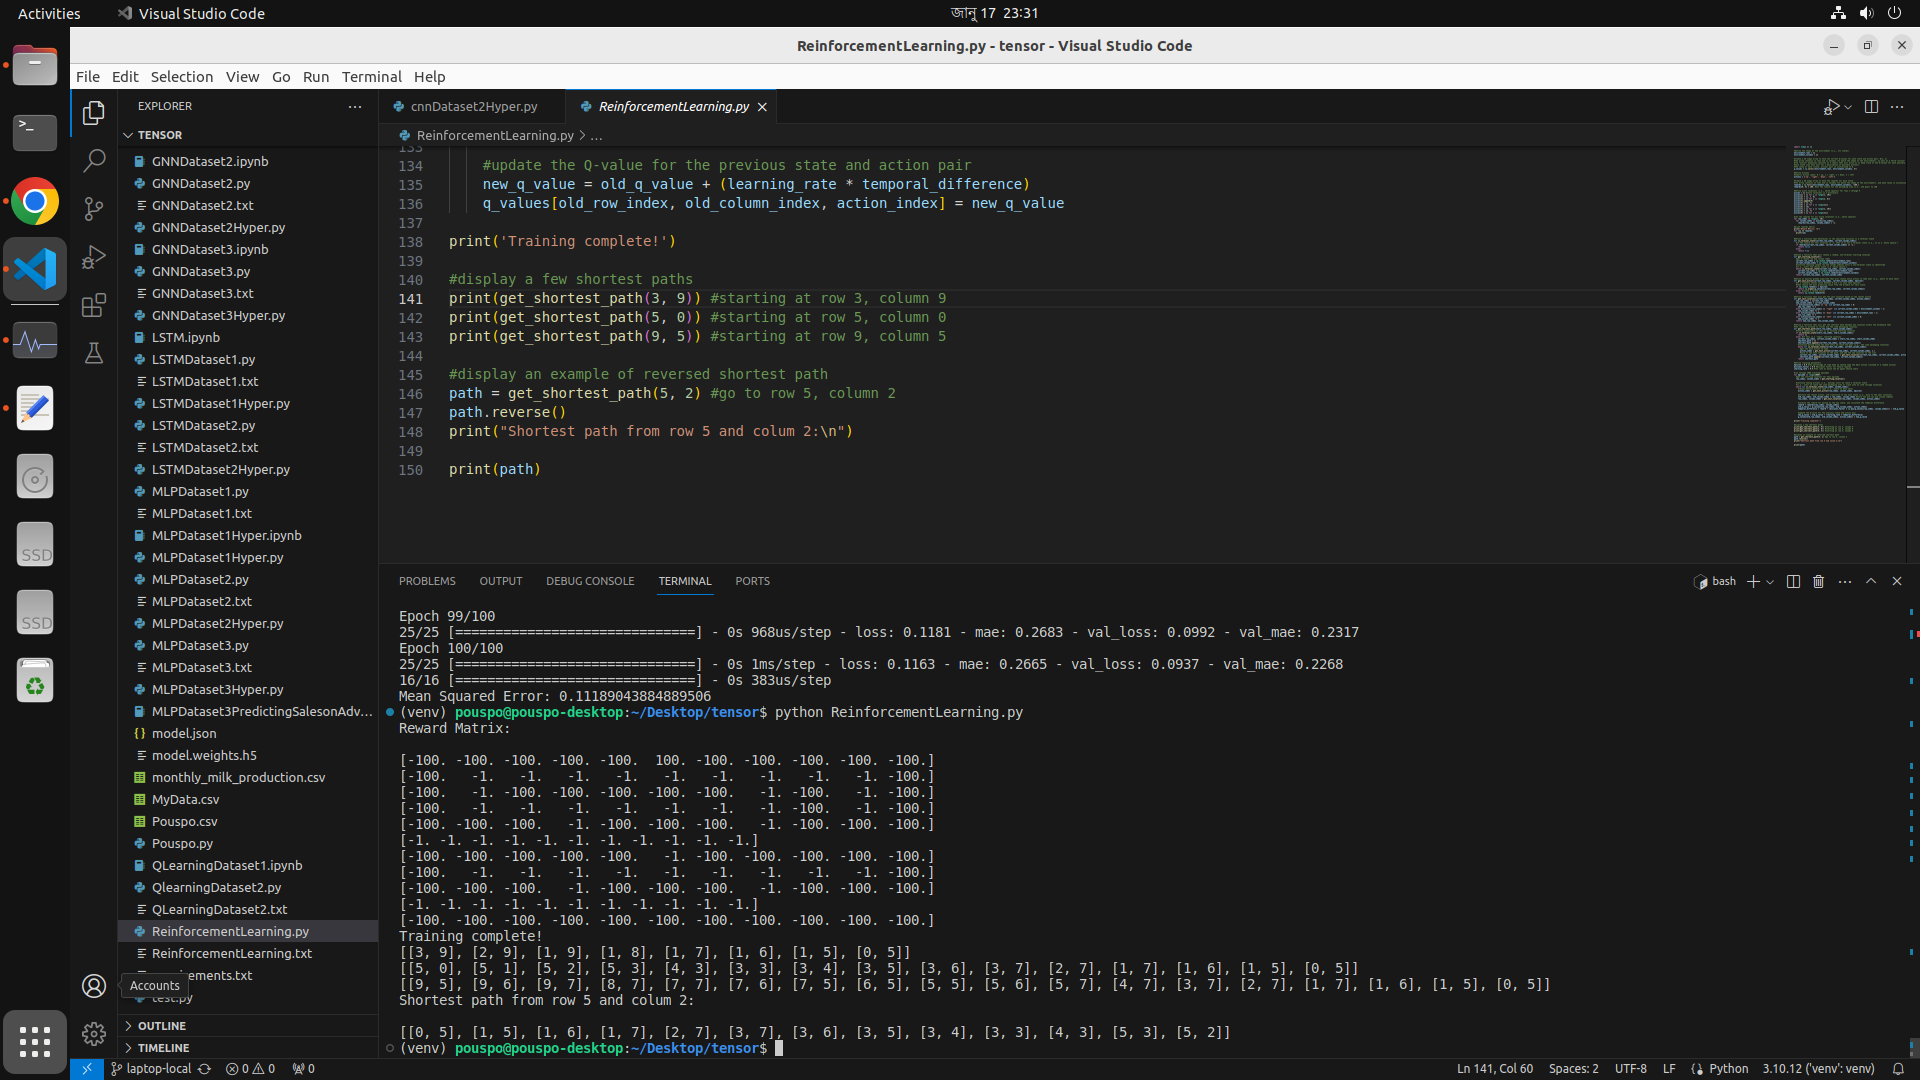 Activities
Visual Studio Code
জানু 17 23:31
ReinforcementLearning.py - tensor - Visual Studio Code
File Edit Selection View Go Run Terminal Help
EXPLORER
TENSOR
GNNDataset2.ipynb
GNNDataset2.py
GNNDataset2.txt
GNNDataset2Hyper.py
GNNDataset3.ipynb
GNNDataset3.py
GNNDataset3.txt
GNNDataset3Hyper.py
LSTM.ipynb
LSTMDataset1.py
LSTMDataset1.txt
LSTMDataset1Hyper.py
LSTMDataset2.py
LSTMDataset2.txt
LSTMDataset2Hyper.py
MLPDataset1.py
MLPDataset1.txt
MLPDataset1Hyper.ipynb
MLPDataset1Hyper.py
MLPDataset2.py
MLPDataset2.txt
MLPDataset2Hyper.py
MLPDataset3.py
MLPDataset3.txt
MLPDataset3Hyper.py
MLPDataset3PredictingSalesonAdv...
model.json
model.weights.h5
monthly_milk_production.csv
MyData.csv
Pouspo.csv
Pouspo.py
QLearningDataset1.ipynb
QlearningDataset2.py
QLearningDataset2.txt
ReinforcementLearning.py
ReinforcementLearning.txt
Accounts
OUTLINE
TIMELINE
SSD
SSD
cnnDataset2Hyper.py
ReinforcementLearning.py
ReinforcementLearning.py > ...
133
134 #update the Q-value for the previous state and action pair
135 new_q_value = old_q_value + (learning_rate * temporal_difference)
136 q_values[old_row_index, old_column_index, action_index] = new_q_value
137
138 print('Training complete!')
139
140 #display a few shortest paths
141 print(get_shortest_path(3, 9)) #starting at row 3, column 9
142 print(get_shortest_path(5, 0)) #starting at row 5, column 0
143 print(get_shortest_path(9, 5)) #starting at row 9, column 5
144
145 #display an example of reversed shortest path
146 path = get_shortest_path(5, 2) #go to row 5, column 2
147 path.reverse()
148 print("Shortest path from row 5 and colum 2:\n")
149
150 print(path)
PROBLEMS OUTPUT DEBUG CONSOLE TERMINAL PORTS
bash
Epoch 99/100
25/25 [==============================] - 0s 968us/step - loss: 0.1181 - mae: 0.2683 - val_loss: 0.0992 - val_mae: 0.2317
Epoch 100/100
25/25 [==============================] - 0s 1ms/step - loss: 0.1163 - mae: 0.2665 - val_loss: 0.0937 - val_mae: 0.2268
16/16 [==============================] - 0s 383us/step
Mean Squared Error: 0.11189043884889506
(venv) pouspo@pouspo-desktop:~/Desktop/tensor$ python ReinforcementLearning.py
Reward Matrix:
[-100. -100. -100. -100. -100. 100. -100. -100. -100. -100. -100.]
[-100. -1. -1. -1. -1. -1. -1. -1. -1. -1. -100.]
[-100. -1. -100. -100. -100. -100. -100. -1. -100. -1. -100.]
[-100. -1. -1. -1. -1. -1. -1. -1. -100. -1. -100.]
[-100. -100. -100. -1. -100. -100. -100. -1. -100. -100. -100.]
[-1. -1. -1. -1. -1. -1. -1. -1. -1. -1. -1.]
[-100. -100. -100. -100. -100. -1. -100. -100. -100. -100. -100.]
[-100. -1. -1. -1. -1. -1. -1. -1. -1. -1. -100.]
[-100. -100. -100. -1. -100. -100. -100. -1. -100. -100. -100.]
[-1. -1. -1. -1. -1. -1. -1. -1. -1. -1. -1.]
[-100. -100. -100. -100. -100. -100. -100. -100. -100. -100. -100.]
Training complete!
[[3, 9], [2, 9], [1, 9], [1, 8], [1, 7], [1, 6], [1, 5], [0, 5]]
[[5, 0], [5, 1], [5, 2], [5, 3], [4, 3], [3, 3], [3, 4], [3, 5], [3, 6], [3, 7], [2, 7], [1, 7], [1, 6], [1, 5], [0, 5]]
[[9, 5], [9, 6], [9, 7], [8, 7], [7, 7], [7, 6], [7, 5], [6, 5], [5, 5], [5, 6], [5, 7], [4, 7], [3, 7], [2, 7], [1, 7], [1, 6], [1, 5], [0, 5]]
Shortest path from row 5 and colum 2:
[[0, 5], [1, 5], [1, 6], [1, 7], [2, 7], [3, 7], [3, 6], [3, 5], [3, 4], [3, 3], [4, 3], [5, 3], [5, 2]]
(venv) pouspo@pouspo-desktop:~/Desktop/tensor$
laptop-local 0 0 0
Ln 141, Col 60 Spaces: 2 UTF-8 LF Python 3.10.12 ('venv': venv)